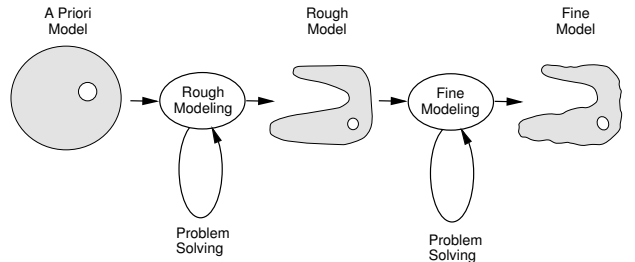 A Priori
Model
Rough
Model
Fine
Model
Rough
Modeling
Fine
Modeling
Problem
Solving
Problem
Solving